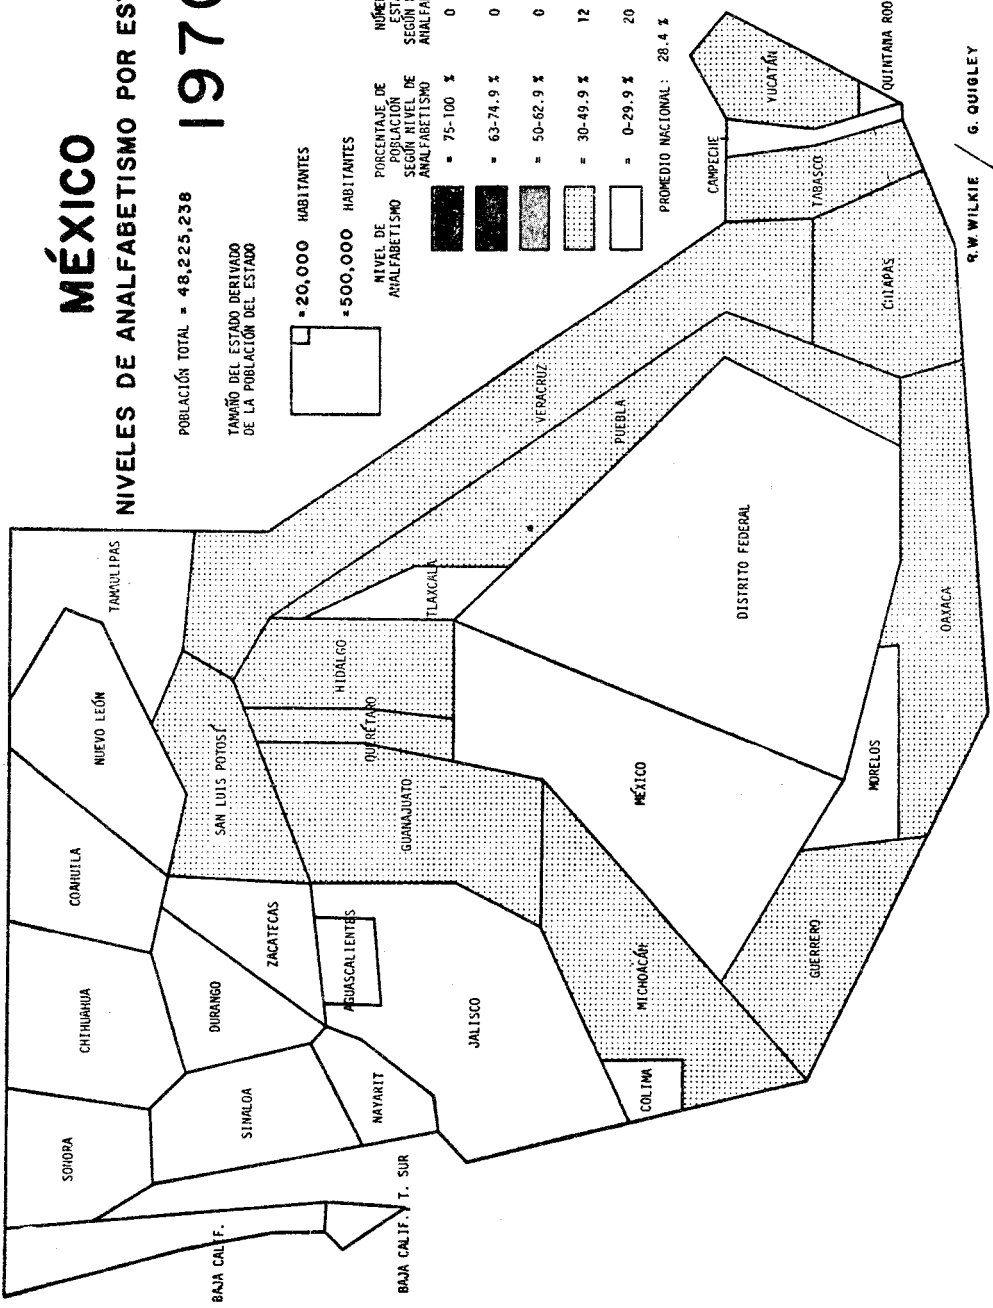 MÉXICO
NIVELES DE ANALFABETISMO POR
1970
POBLACIÓN TOTAL = 48,225,238
TAMAÑO DEL ESTADO DERIVADO
DE LA POBLACIÓN DEL ESTADO
= 20,000 HABITANTES
= 500,000 HABITANTES
NIVEL DE
ANALFABETISMO
PORCENTAJE DE
POBLACIÓN
SEGÚN NIVEL DE
ANALFABETISMO
SEGÚN
= 75-100 % 0
= 63-74.9 % 0
= 50-62.9 % 0
= 30-49.9 % 12
= 0-29.9 % 20
PROMEDIO NACIONAL: 28.4 %
BAJA CALIF.
BAJA CALIF. T. SUR
SONORA
CHIHUAHUA
COAHUILA
NUEVO LEÓN
TAMAULIPAS
SINALOA
DURANGO
ZACATECAS
SAN LUIS POTOSÍ
NAYARIT
AGUASCALIENTES
JALISCO
GUANAJUATO
QUERÉTARO
HIDALGO
TLAXCALA
VERACRUZ
PUEBLA
COLIMA
MICHOACÁN
MÉXICO
DISTRITO FEDERAL
GUERRERO
MORELOS
OAXACA
CHIAPAS
TABASCO
CAMPECHE
YUCATÁN
QUINTANA ROO
R.W. WILKIE / G. QUIGLEY